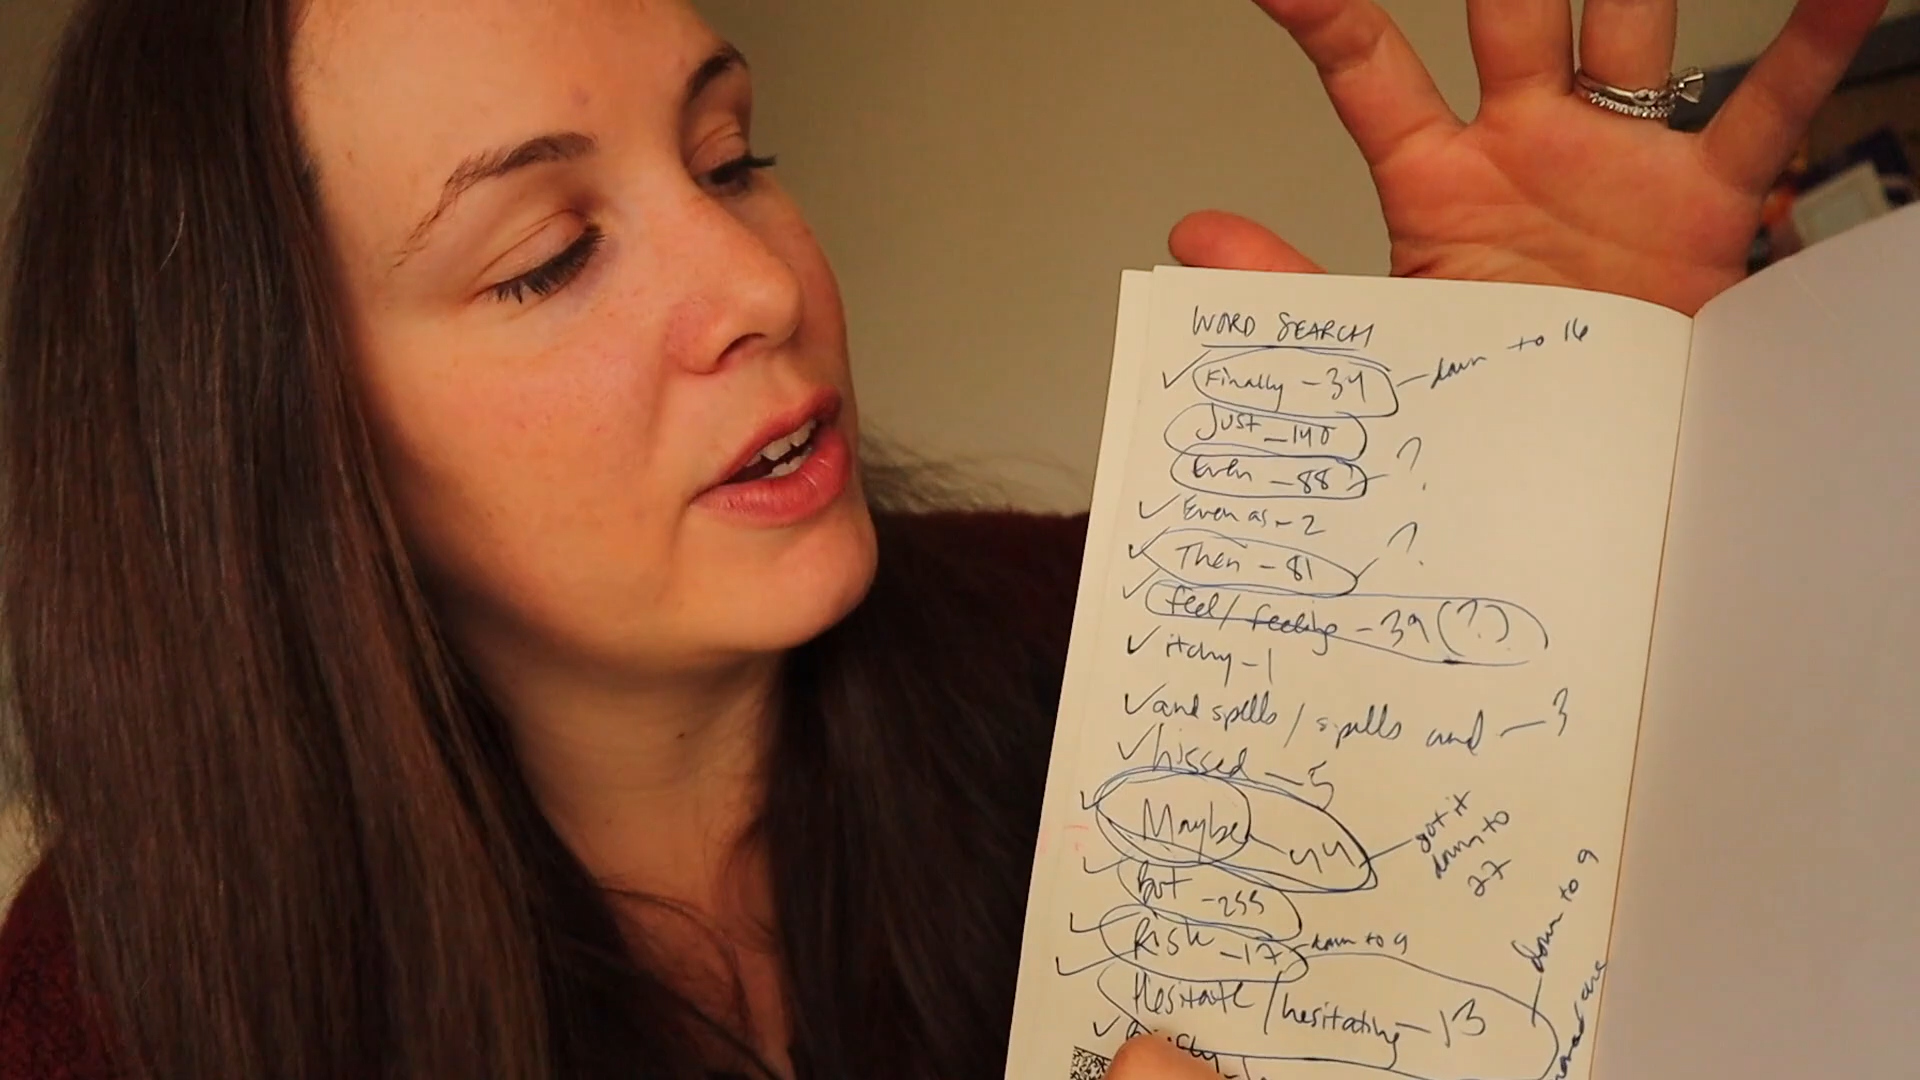 WORD SEARCH
✓ Finally - 34 - down to 16
Just - 140
Even - 88 ?
✓ Even as - 2
✓ Then - 81 ?
✓ feel / feeling - 39 (?)
✓ itchy - 1
✓ and spells / spells and - 3
✓ hissed - 5
✓ Maybe - 44 - got it down to 27
✓ But - 255
✓ Risk - 17 - down to 9
✓ Hesitate / hesitating - 13 down to 9